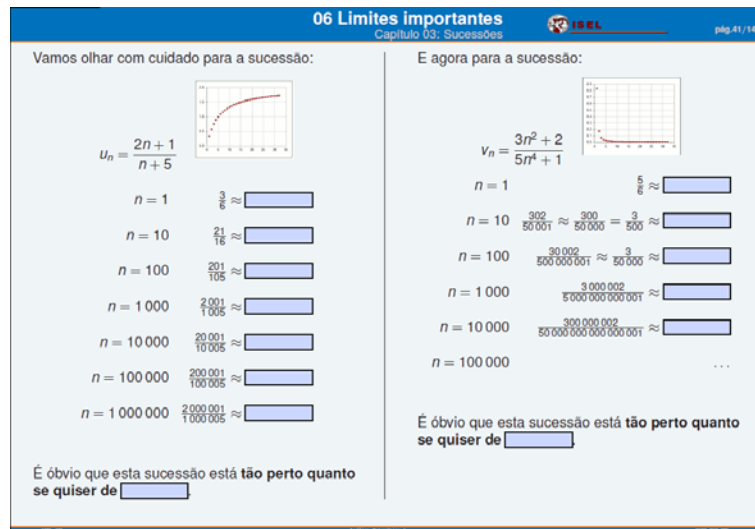 06 Limites importantes
Capítulo 03: Sucessões
ISEL
pág.41/14
Vamos olhar com cuidado para a sucessão:
u_n = (2n + 1)/(n + 5)
n = 1 3/6 ≈
n = 10 21/16 ≈
n = 100 201/105 ≈
n = 1 000 2 001/1 005 ≈
n = 10 000 20 001/10 005 ≈
n = 100 000 200 001/100 005 ≈
n = 1 000 000 2 000 001/1 000 005 ≈
É óbvio que esta sucessão está tão perto quanto
se quiser de .
E agora para a sucessão:
v_n = (3n² + 2)/(5n⁴ + 1)
n = 1 5/6 ≈
n = 10 302/50 001 ≈ 300/50 000 = 3/500 ≈
n = 100 30 002/500 000 001 ≈ 3/50 000 ≈
n = 1 000 3 000 002/5 000 000 000 001 ≈
n = 10 000 300 000 002/50 000 000 000 000 001 ≈
n = 100 000 ...
É óbvio que esta sucessão está tão perto quanto
se quiser de .